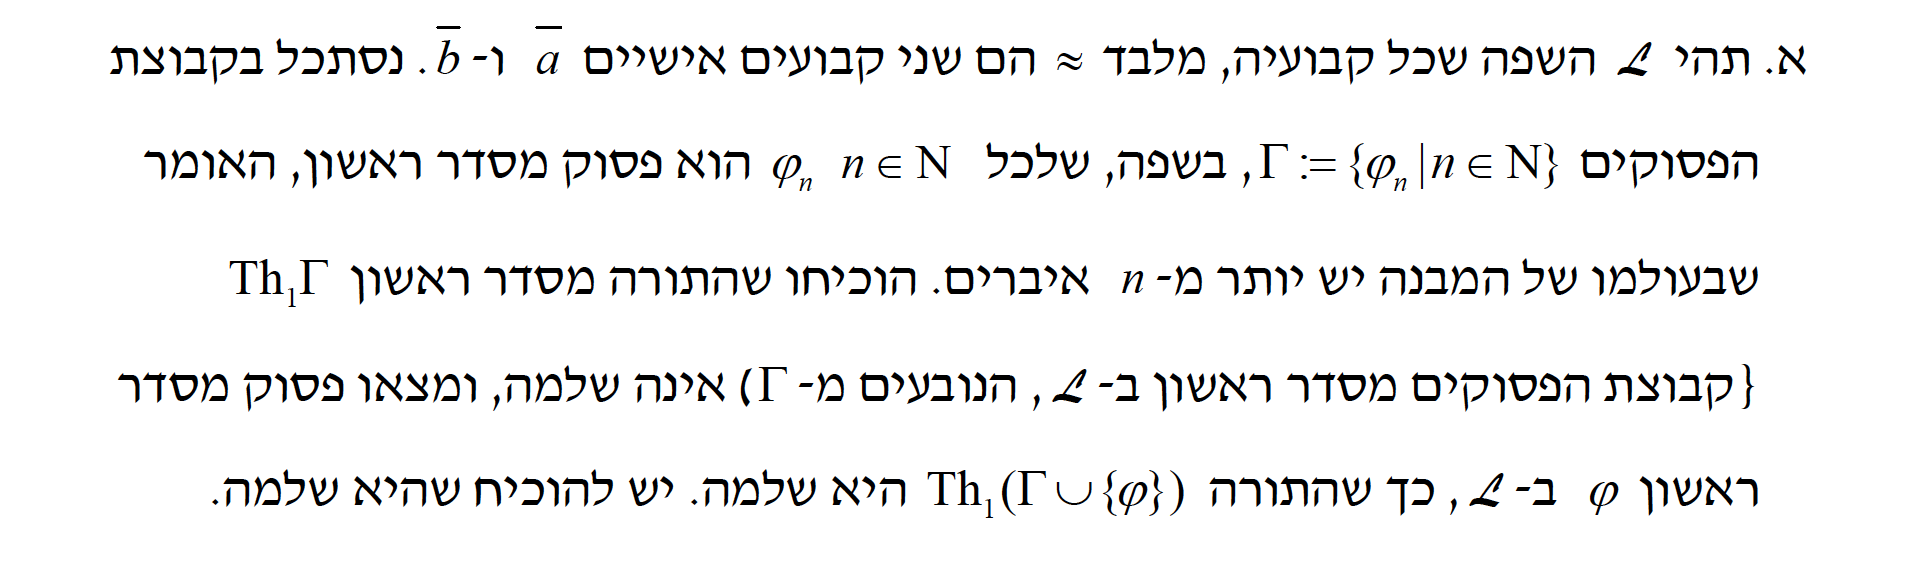 א. תהי ℒ השפה שכל קבועיה, מלבד ≈ הם שני קבועים אישיים a̅ ו- b̅. נסתכל בקבוצת
הפסוקים Γ := {φₙ | n ∈ N}, בשפה, שלכל n ∈ N φₙ הוא פסוק מסדר ראשון, האומר
שבעולמו של המבנה יש יותר מ- n איברים. הוכיחו שהתורה מסדר ראשון Th₁Γ
{קבוצת הפסוקים מסדר ראשון ב- ℒ, הנובעים מ- Γ) אינה שלמה, ומצאו פסוק מסדר
ראשון φ ב- ℒ, כך שהתורה Th₁(Γ ∪ {φ}) היא שלמה. יש להוכיח שהיא שלמה.